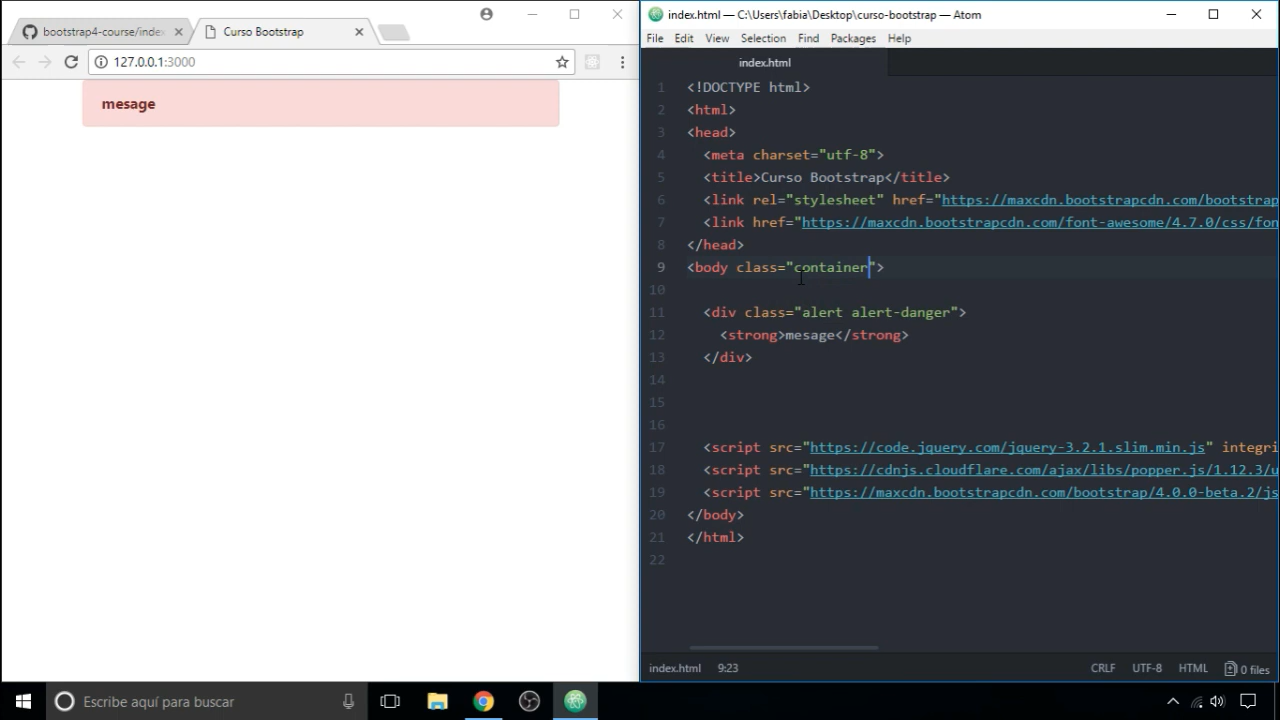 bootstrap4-course/index
Curso Bootstrap
127.0.0.1:3000
mesage
index.html — C:\Users\fabia\Desktop\curso-bootstrap — Atom
File Edit View Selection Find Packages Help
index.html
1 <!DOCTYPE html>
2 <html>
3 <head>
4 <meta charset="utf-8">
5 <title>Curso Bootstrap</title>
6 <link rel="stylesheet" href="https://maxcdn.bootstrapcdn.com/bootstrap
7 <link href="https://maxcdn.bootstrapcdn.com/font-awesome/4.7.0/css/fon
8 </head>
9 <body class="container">
10
11 <div class="alert alert-danger">
12 <strong>mesage</strong>
13 </div>
14
15
16
17 <script src="https://code.jquery.com/jquery-3.2.1.slim.min.js" integri
18 <script src="https://cdnjs.cloudflare.com/ajax/libs/popper.js/1.12.3/u
19 <script src="https://maxcdn.bootstrapcdn.com/bootstrap/4.0.0-beta.2/js
20 </body>
21 </html>
22
index.html 9:23 CRLF UTF-8 HTML 0 files
Escribe aquí para buscar